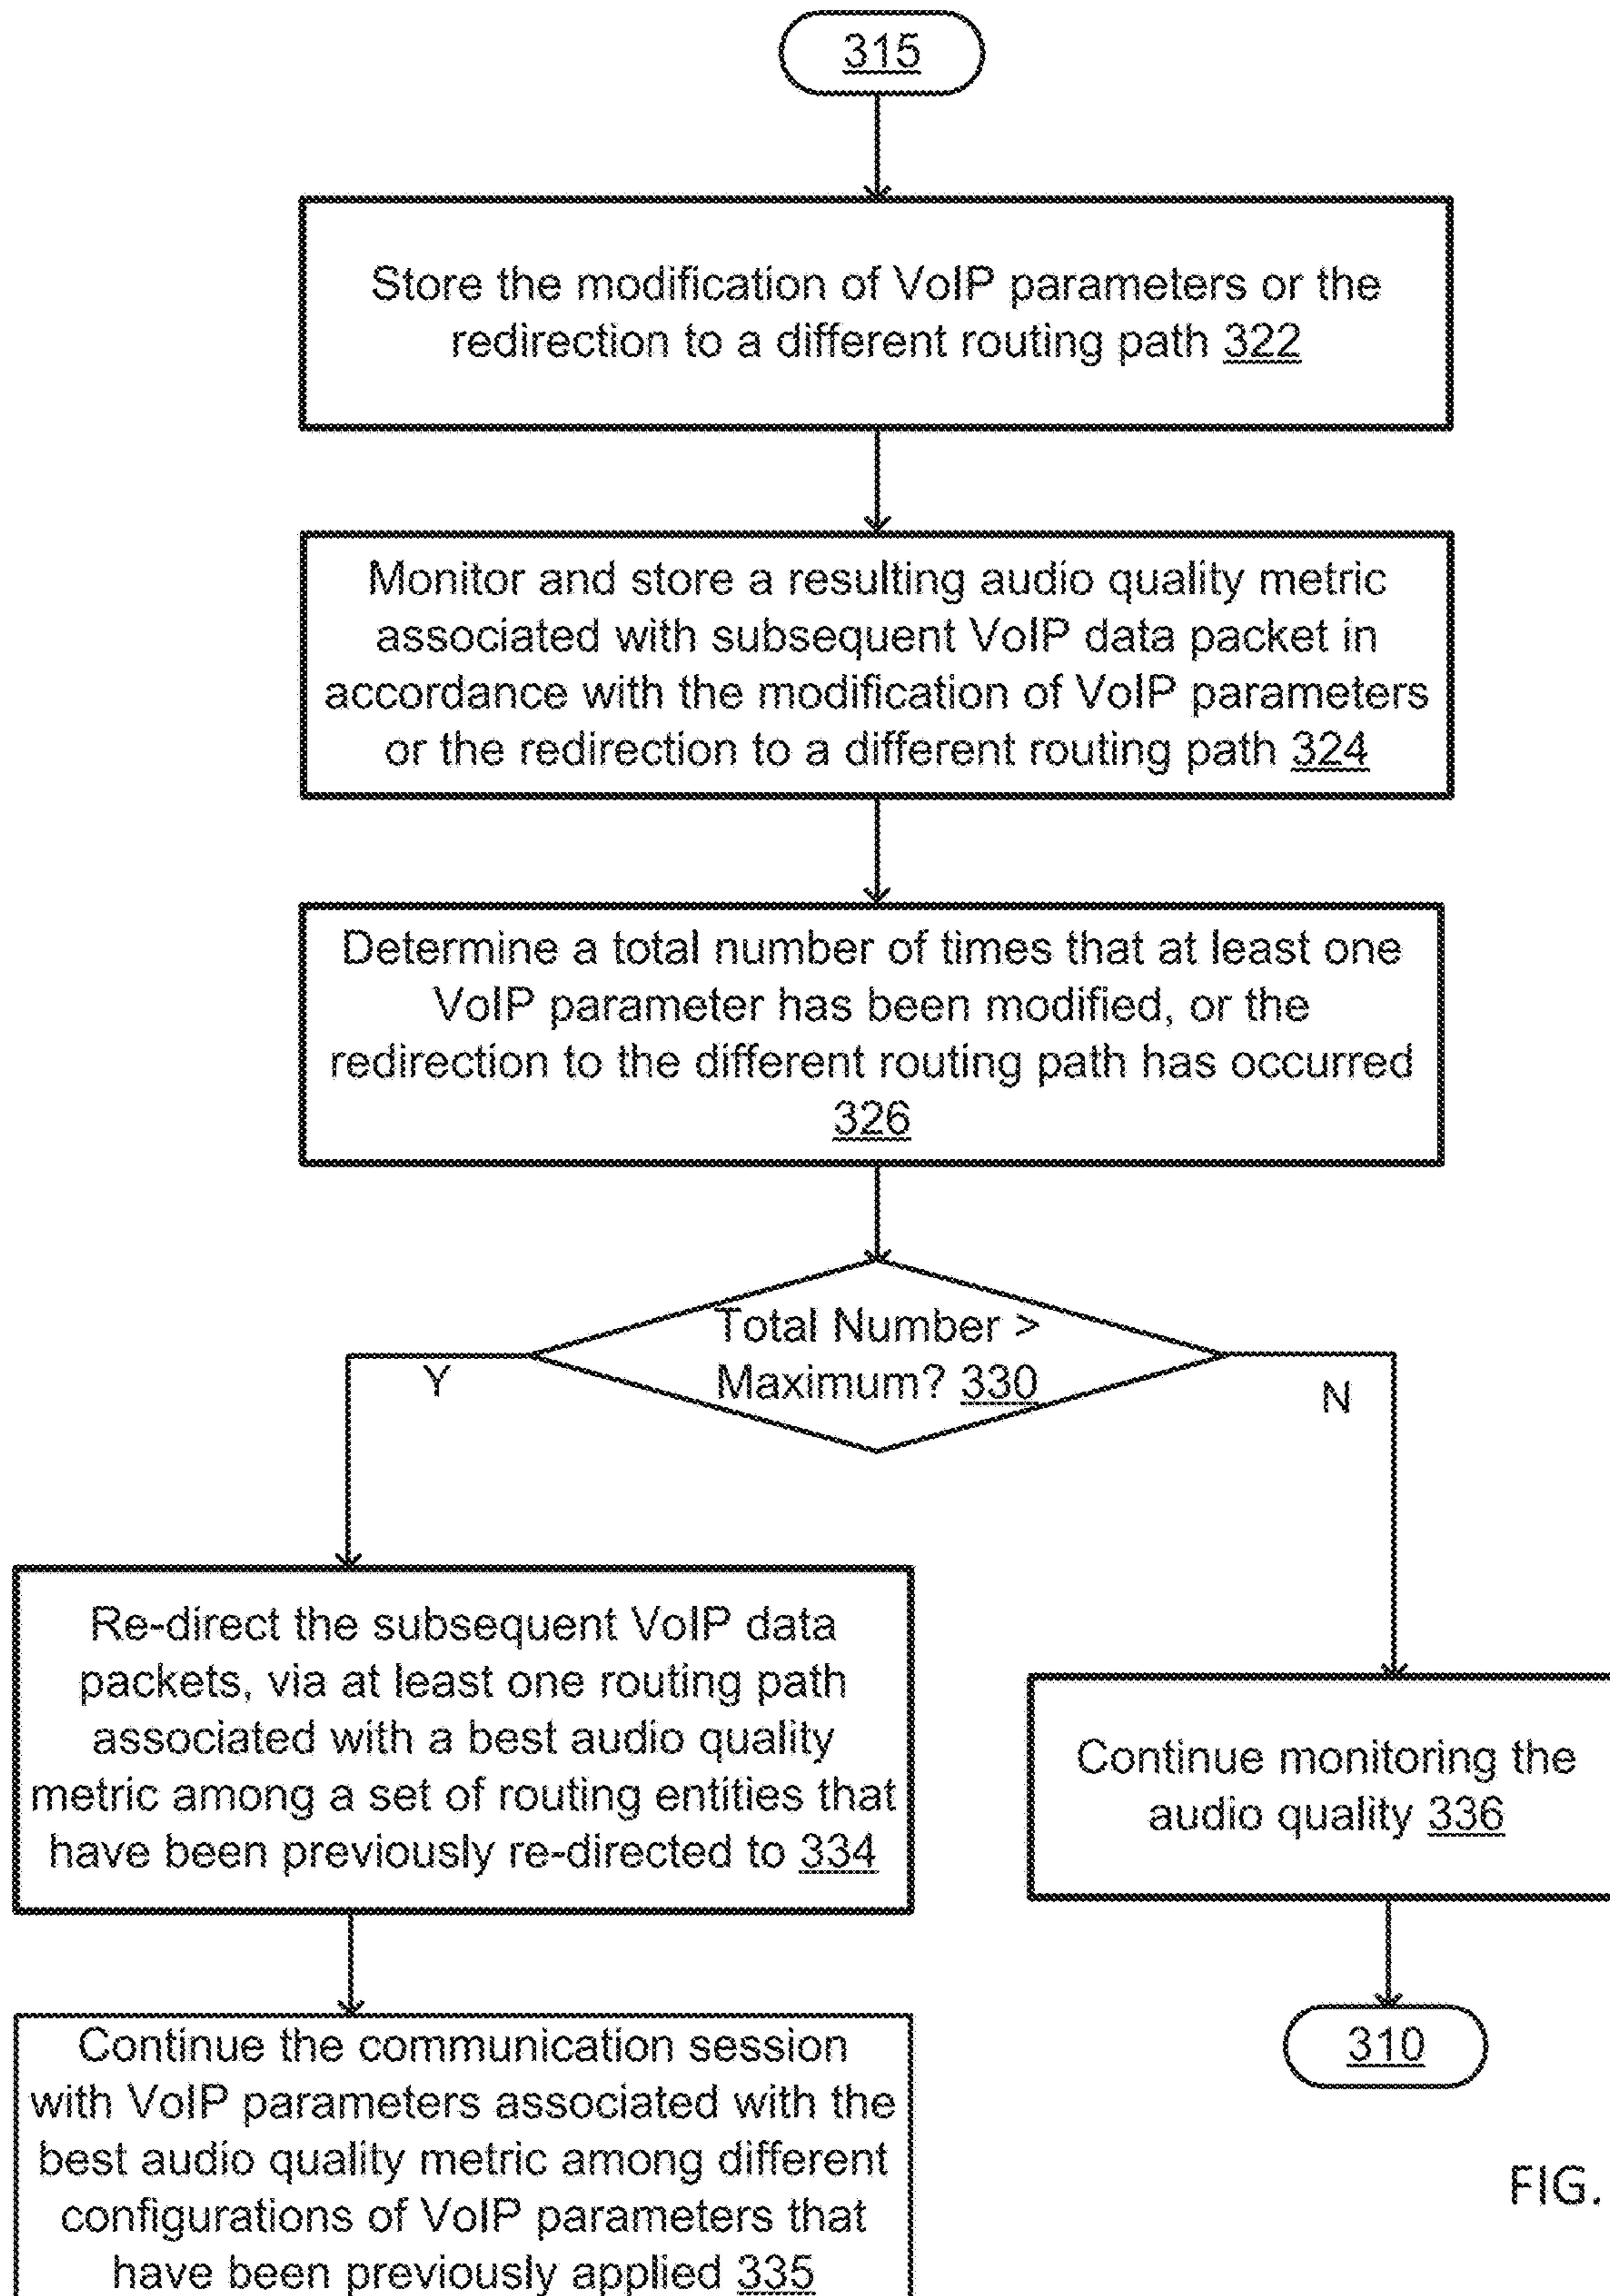 315
Store the modification of VoIP parameters or the
redirection to a different routing path 322
Monitor and store a resulting audio quality metric
associated with subsequent VoIP data packet in
accordance with the modification of VoIP parameters
or the redirection to a different routing path 324
Determine a total number of times that at least one
VoIP parameter has been modified, or the
redirection to the different routing path has occurred
326
Total Number >
Maximum? 330
Y
N
Re-direct the subsequent VoIP data
packets, via at least one routing path
associated with a best audio quality
metric among a set of routing entities that
have been previously re-directed to 334
Continue monitoring the
audio quality 336
310
Continue the communication session
with VoIP parameters associated with the
best audio quality metric among different
configurations of VoIP parameters that
have been previously applied 335
FIG.